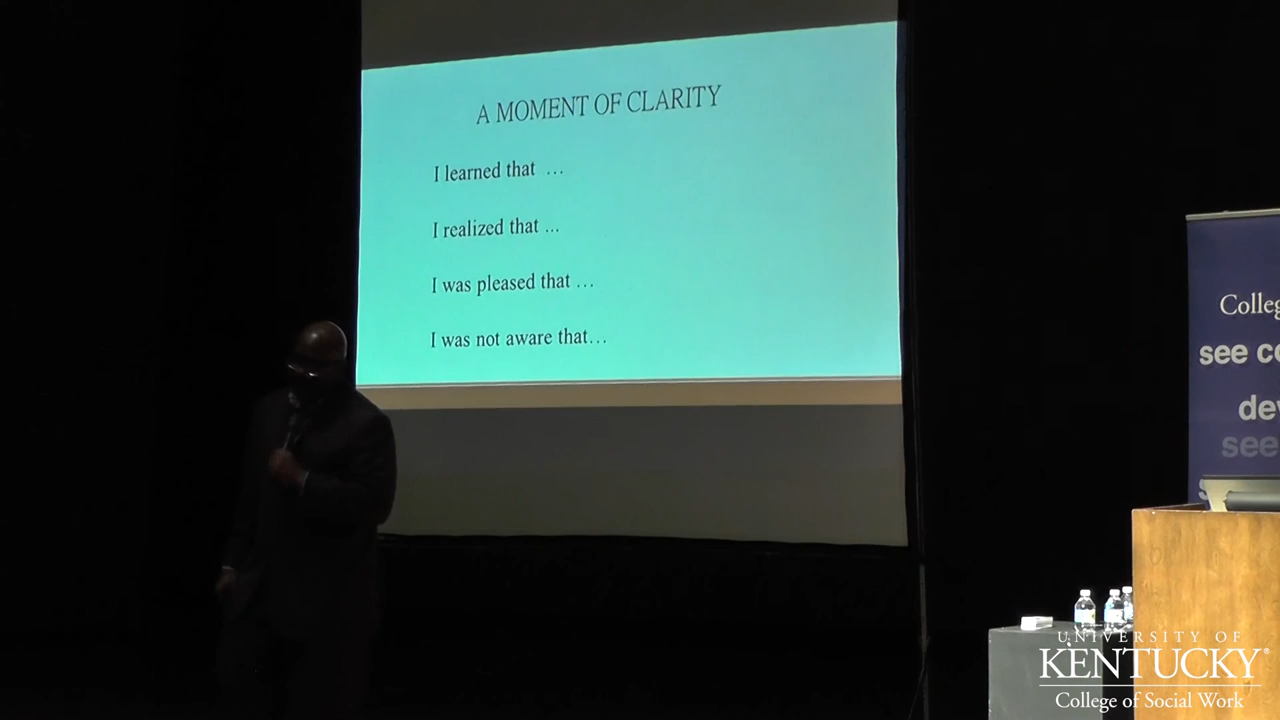 A MOMENT OF CLARITY
I learned that ...
I realized that ...
I was pleased that ...
I was not aware that...
Colleg
see co
dev
see
s
UNIVERSITY OF
KENTUCKY®
College of Social Work